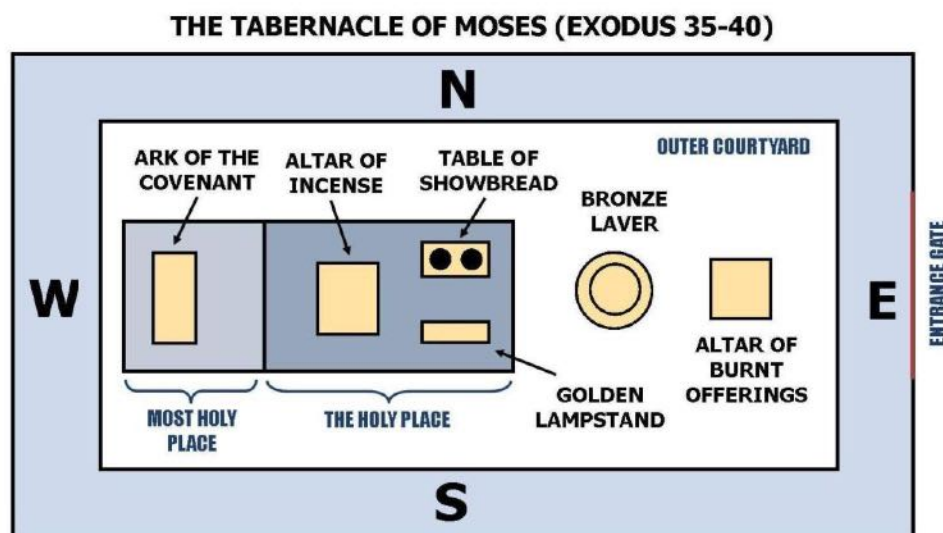 THE TABERNACLE OF MOSES (EXODUS 35-40)
N
OUTER COURTYARD
ARK OF THE
COVENANT
ALTAR OF
INCENSE
TABLE OF
SHOWBREAD
BRONZE
LAVER
W
E
ENTRANCE GATE
ALTAR OF
BURNT
OFFERINGS
GOLDEN
LAMPSTAND
MOST HOLY
PLACE
THE HOLY PLACE
S